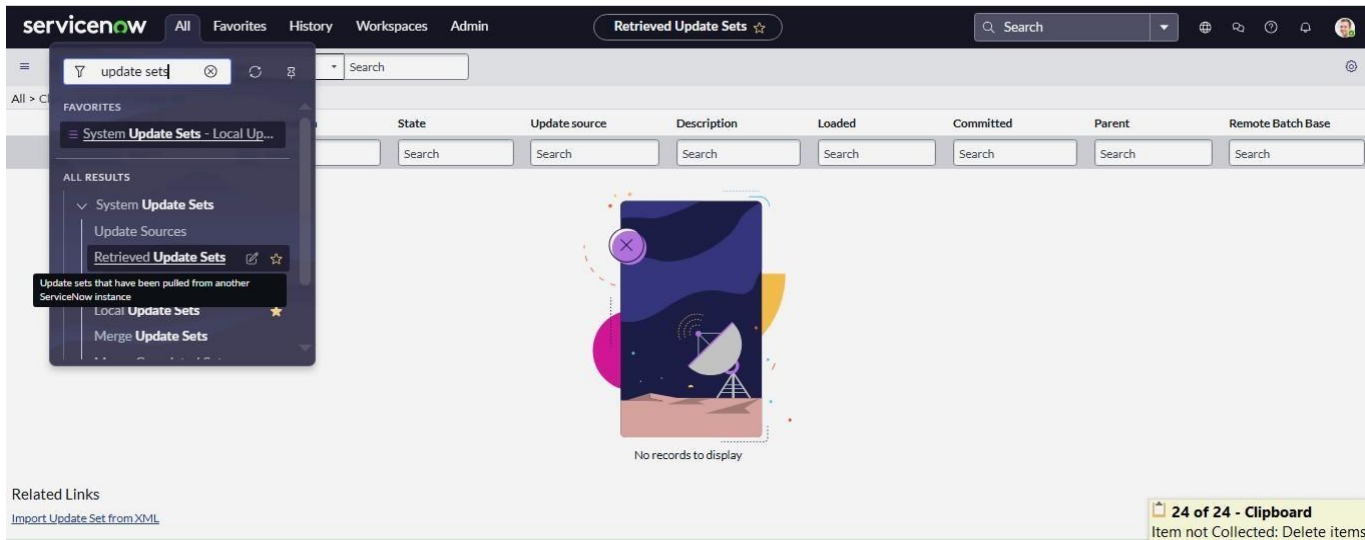 servicenow All Favorites History Workspaces Admin Retrieved Update Sets Search
update sets Search
All >
FAVORITES
System Update Sets - Local Up...
State Update source Description Loaded Committed Parent Remote Batch Base
Search Search Search Search Search Search Search
ALL RESULTS
System Update Sets
Update Sources
Retrieved Update Sets
Update sets that have been pulled from another
ServiceNow instance
Local Update Sets
Merge Update Sets
No records to display
Related Links
Import Update Set from XML
24 of 24 - Clipboard
Item not Collected: Delete items